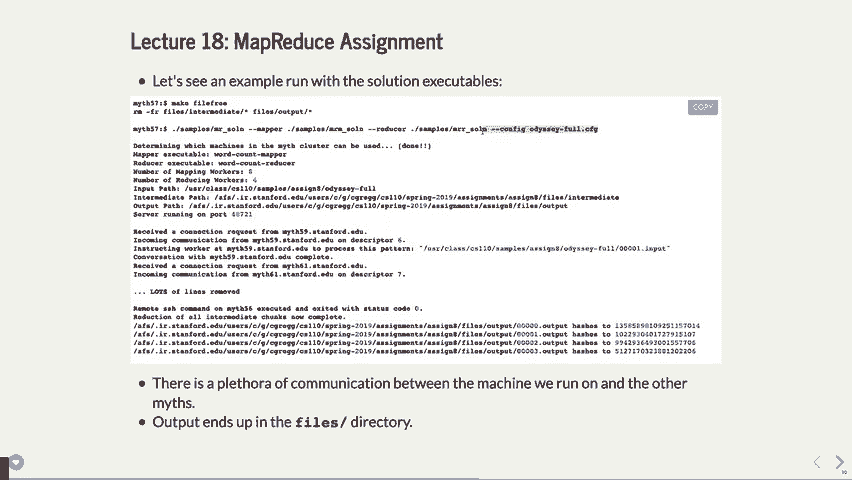 Lecture 18: MapReduce Assignment
• Let's see an example run with the solution executables:
COPY
myth57:$ make filefree
rm -fr files/intermediate/* files/output/*
myth57:$ ./samples/mr_soln --mapper ./samples/mrm_soln --reducer ./samples/mrr_soln --config odyssey-full.cfg
Determining which machines in the myth cluster can be used... [done!!]
Mapper executable: word-count-mapper
Reducer executable: word-count-reducer
Number of Mapping Workers: 8
Number of Reducing Workers: 4
Input Path: /usr/class/cs110/samples/assign8/odyssey-full
Intermediate Path: /afs/.ir.stanford.edu/users/c/g/cgregg/cs110/spring-2019/assignments/assign8/files/intermediate
Output Path: /afs/.ir.stanford.edu/users/c/g/cgregg/cs110/spring-2019/assignments/assign8/files/output
Server running on port 48721
Received a connection request from myth59.stanford.edu.
Incoming communication from myth59.stanford.edu on descriptor 6.
Instructing worker at myth59.stanford.edu to process this pattern: "/usr/class/cs110/samples/assign8/odyssey-full/00001.input"
Conversation with myth59.stanford.edu complete.
Received a connection request from myth61.stanford.edu.
Incoming communication from myth61.stanford.edu on descriptor 7.
... LOTS of lines removed
Remote ssh command on myth56 executed and exited with status code 0.
Reduction of all intermediate chunks now complete.
/afs/.ir.stanford.edu/users/c/g/cgregg/cs110/spring-2019/assignments/assign8/files/output/00000.output hashes to
/afs/.ir.stanford.edu/users/c/g/cgregg/cs110/spring-2019/assignments/assign8/files/output/00001.output hashes to
/afs/.ir.stanford.edu/users/c/g/cgregg/cs110/spring-2019/assignments/assign8/files/output/00002.output hashes to
/afs/.ir.stanford.edu/users/c/g/cgregg/cs110/spring-2019/assignments/assign8/files/output/00003.output hashes to
• There is a plethora of communication between the machine we run on and the other
myths.
• Output ends up in the files/ directory.